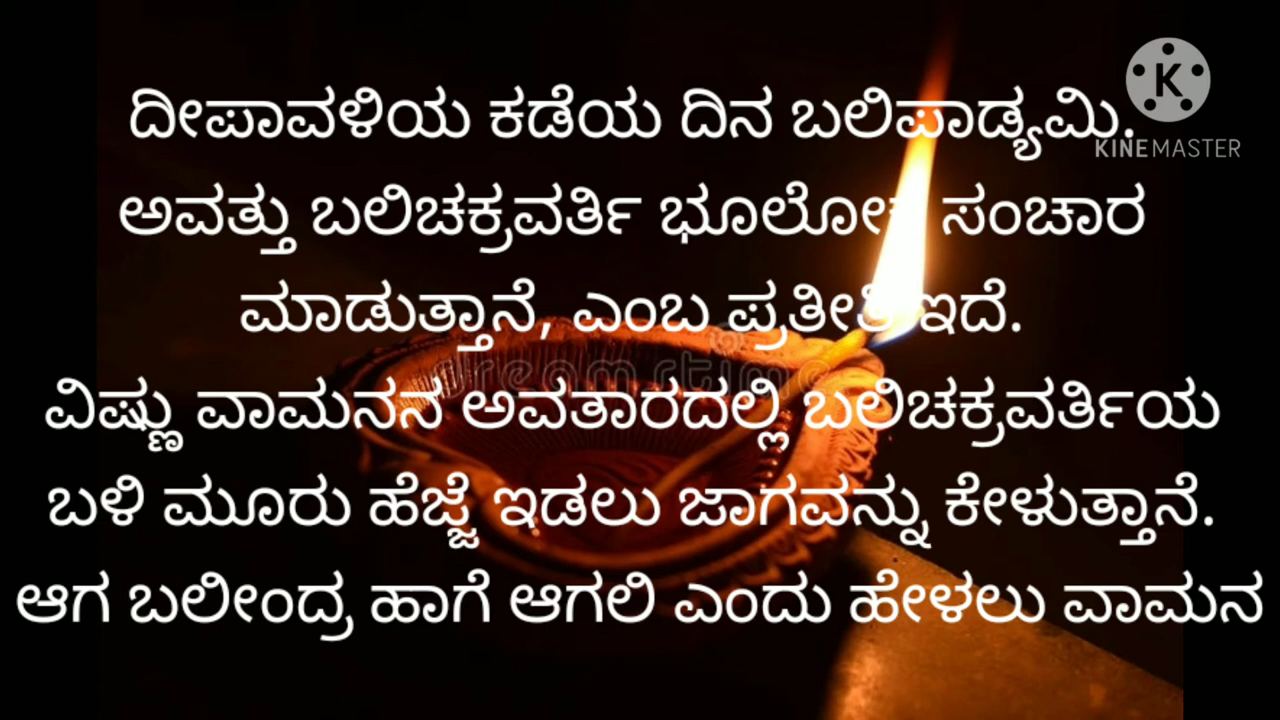 ದೀಪಾವಳಿಯ ಕಡೆಯ ದಿನ ಬಲಿಪಾಡ್ಯಮಿ.
ಅವತ್ತು ಬಲಿಚಕ್ರವರ್ತಿ ಭೂಲೋಕ ಸಂಚಾರ
ಮಾಡುತ್ತಾನೆ, ಎಂಬ ಪ್ರತೀತಿ ಇದೆ.
ವಿಷ್ಣು ವಾಮನನ ಅವತಾರದಲ್ಲಿ ಬಲಿಚಕ್ರವರ್ತಿಯ
ಬಳಿ ಮೂರು ಹೆಜ್ಜೆ ಇಡಲು ಜಾಗವನ್ನು ಕೇಳುತ್ತಾನೆ.
ಆಗ ಬಲೀಂದ್ರ ಹಾಗೆ ಆಗಲಿ ಎಂದು ಹೇಳಲು ವಾಮನ
K
KINEMASTER
dreamstime